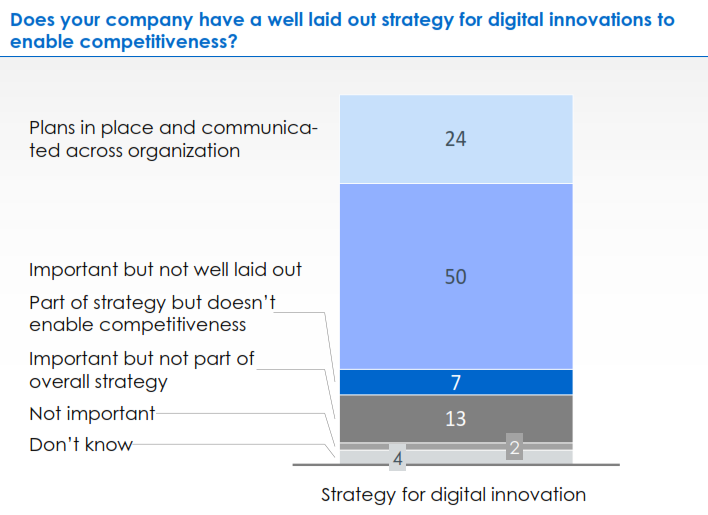 Does your company have a well laid out strategy for digital innovations to
enable competitiveness?
Plans in place and communica-
ted across organization
24
Important but not well laid out
50
Part of strategy but doesn't
enable competitiveness
7
Important but not part of
overall strategy
13
Not important
2
Don't know
4
Strategy for digital innovation